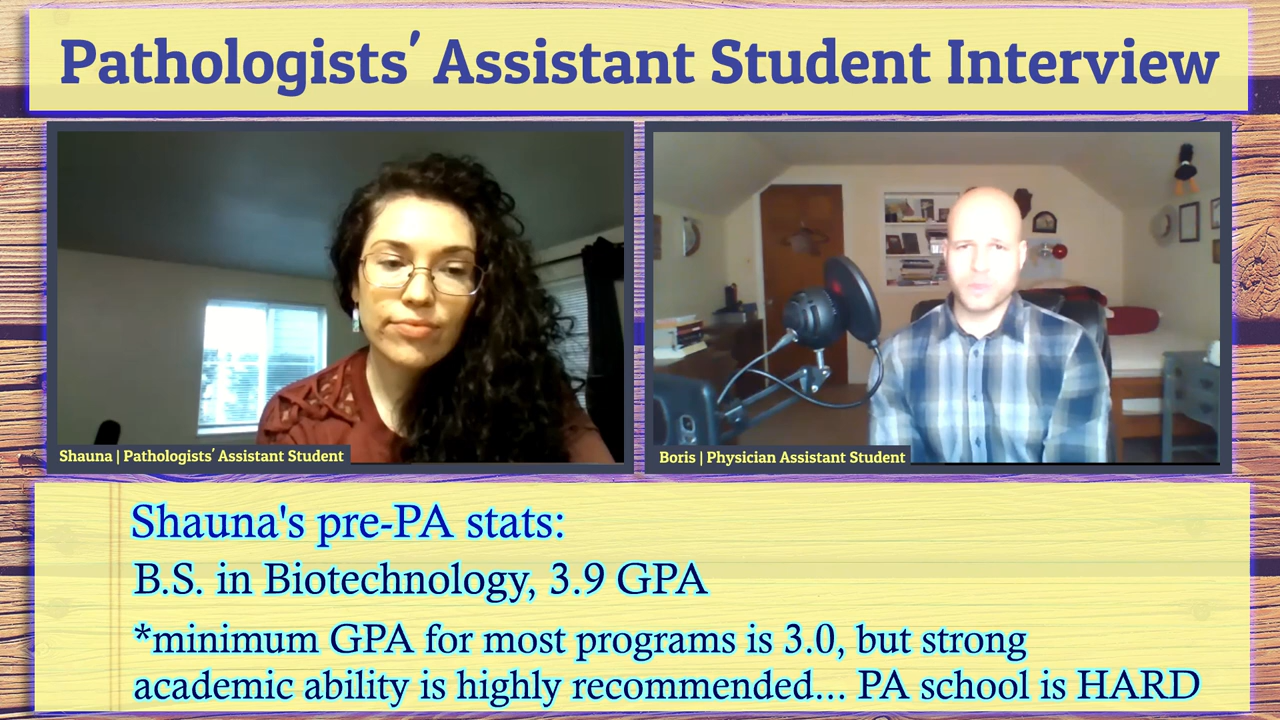 Pathologists' Assistant Student Interview
Shauna | Pathologists' Assistant Student
Boris | Physician Assistant Student
Shauna's pre-PA stats:
B.S. in Biotechnology, 3.9 GPA
*minimum GPA for most programs is 3.0, but strong
academic ability is highly recommended... PA school is HARD